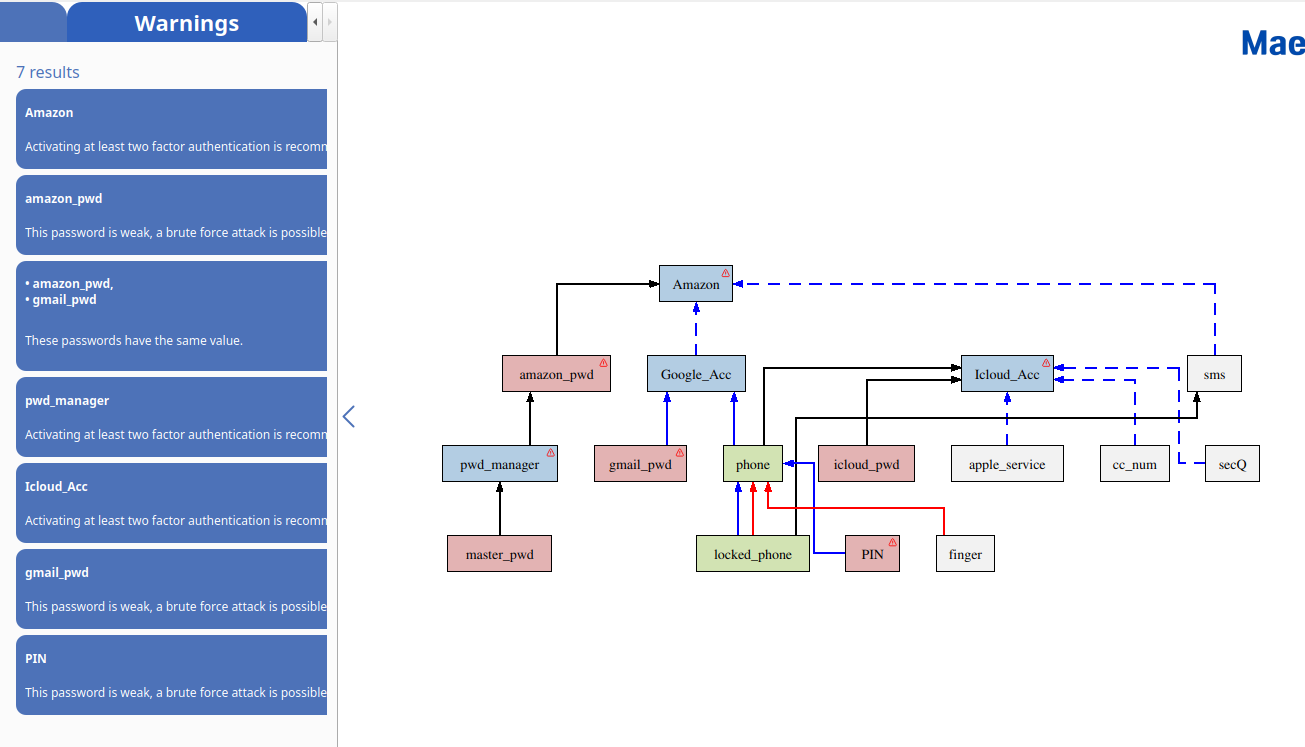 Warnings
7 results
Amazon
Activating at least two factor authentication is recomm
amazon_pwd
This password is weak, a brute force attack is possible
• amazon_pwd,
• gmail_pwd
These passwords have the same value.
pwd_manager
Activating at least two factor authentication is recomm
Icloud_Acc
Activating at least two factor authentication is recomm
gmail_pwd
This password is weak, a brute force attack is possible
PIN
This password is weak, a brute force attack is possible
Mae
Amazon
amazon_pwd
Google_Acc
Icloud_Acc
sms
pwd_manager
gmail_pwd
phone
icloud_pwd
apple_service
cc_num
secQ
master_pwd
locked_phone
PIN
finger